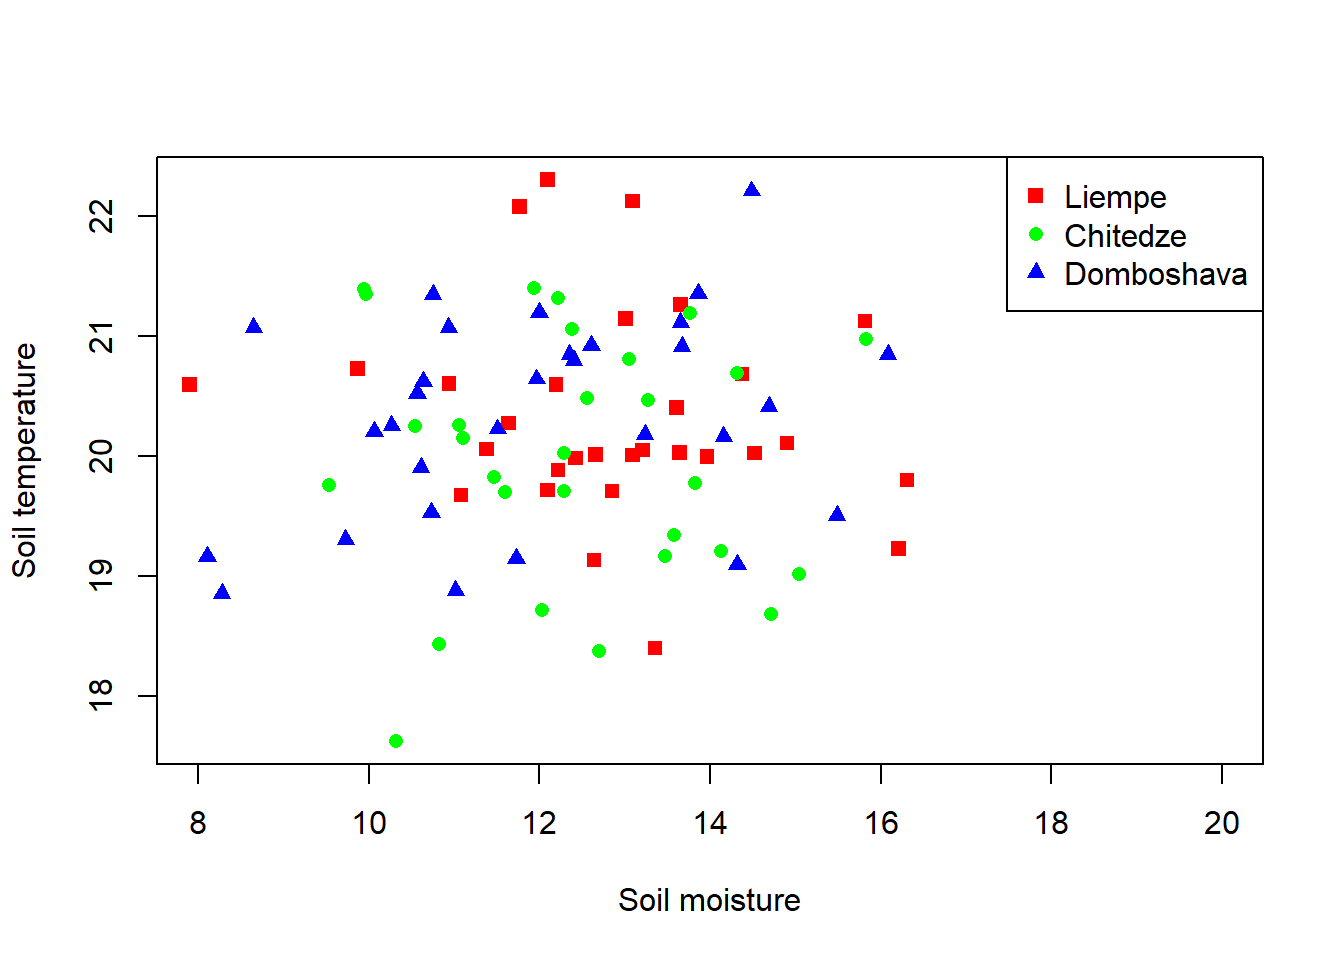 Liempe
Chitedze
Domboshava
22
21
20
19
18
Soil temperature
8 10 12 14 16 18 20
Soil moisture